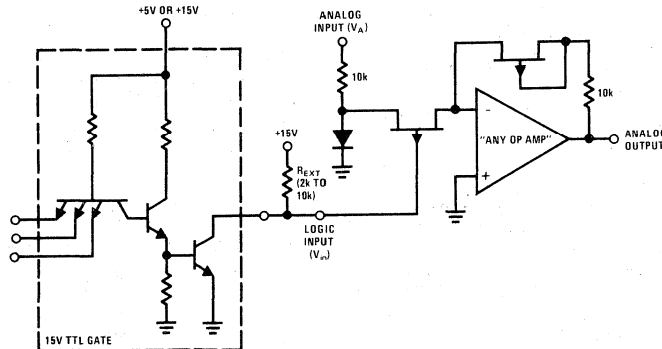 +5V OR +15V
ANALOG
INPUT (VA)
10k
+15V
REXT
(2k TO
10k)
LOGIC
INPUT
(Vin)
10k
-
"ANY OP AMP"
+
ANALOG
OUTPUT
15V TTL GATE